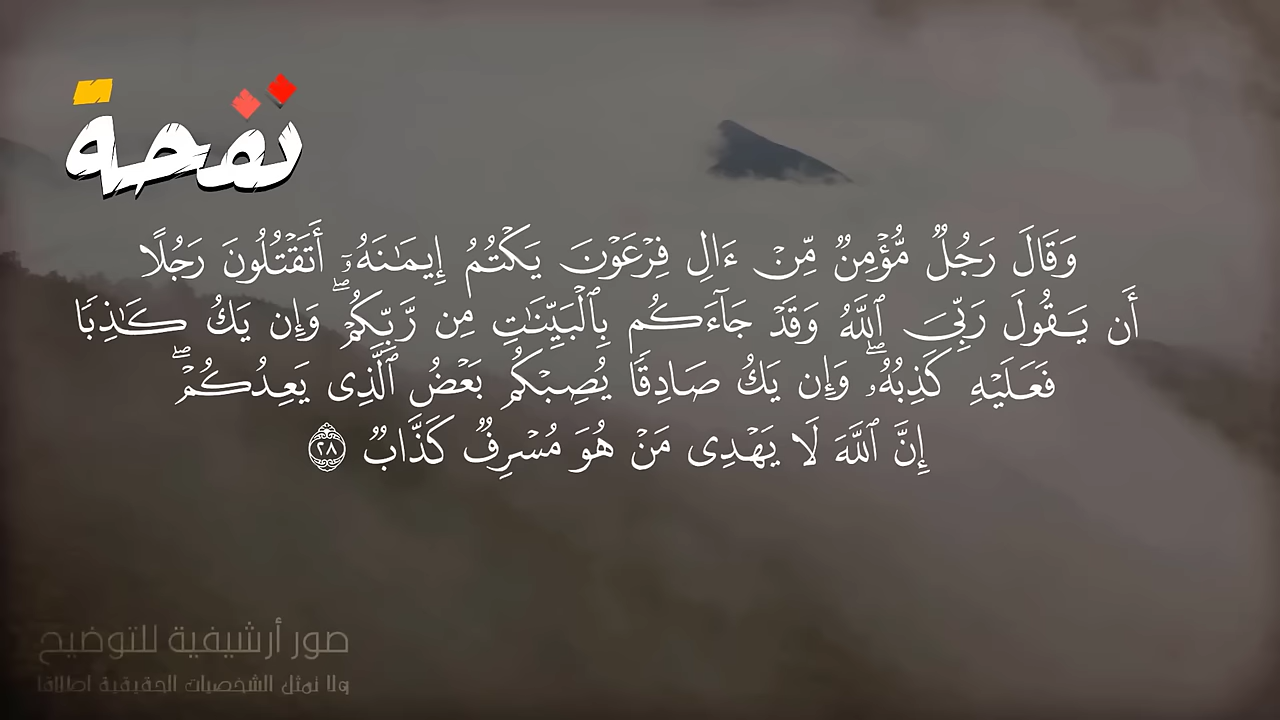 نفحة
وَقَالَ رَجُلٌ مُّؤْمِنٌ مِّنْ ءَالِ فِرْعَوْنَ يَكْتُمُ إِيمَٰنَهُۥٓ أَتَقْتُلُونَ رَجُلًا
أَن يَقُولَ رَبِّىَ ٱللَّهُ وَقَدْ جَآءَكُم بِٱلْبَيِّنَٰتِ مِن رَّبِّكُمْ ۖ وَإِن يَكُ كَٰذِبًا
فَعَلَيْهِ كَذِبُهُۥ ۖ وَإِن يَكُ صَادِقًا يُصِبْكُم بَعْضُ ٱلَّذِى يَعِدُكُمْ ۖ
إِنَّ ٱللَّهَ لَا يَهْدِى مَنْ هُوَ مُسْرِفٌ كَذَّابٌ ٢٨
صور أرشيفية للتوضيح
ولا تمثل الشخصيات الحقيقية اطلاقا